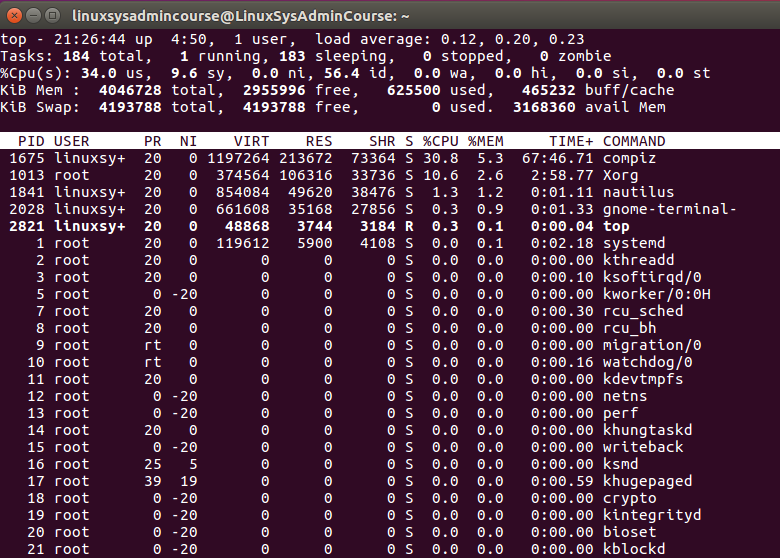 linuxsysadmincourse@LinuxSysAdminCourse: ~
top - 21:26:44 up  4:50,  1 user,  load average: 0.12, 0.20, 0.23
Tasks: 184 total,   1 running, 183 sleeping,   0 stopped,   0 zombie
%Cpu(s): 34.0 us,  9.6 sy,  0.0 ni, 56.4 id,  0.0 wa,  0.0 hi,  0.0 si,  0.0 st
KiB Mem :  4046728 total,  2955996 free,   625500 used,   465232 buff/cache
KiB Swap:  4193788 total,  4193788 free,        0 used.  3168360 avail Mem
  PID USER      PR  NI    VIRT    RES    SHR S %CPU %MEM     TIME+ COMMAND
 1675 linuxsy+  20   0 1197264 213672  73364 S 30.8  5.3  67:46.71 compiz
 1013 root      20   0  374564 106316  33736 S 10.6  2.6   2:58.77 Xorg
 1841 linuxsy+  20   0  854084  49620  38476 S  1.3  1.2   0:01.11 nautilus
 2028 linuxsy+  20   0  661608  35168  27856 S  0.3  0.9   0:01.33 gnome-terminal-
 2821 linuxsy+  20   0   48868   3744   3184 R  0.3  0.1   0:00.04 top
    1 root      20   0  119612   5900   4108 S  0.0  0.1   0:02.18 systemd
    2 root      20   0       0      0      0 S  0.0  0.0   0:00.00 kthreadd
    3 root      20   0       0      0      0 S  0.0  0.0   0:00.10 ksoftirqd/0
    5 root       0 -20       0      0      0 S  0.0  0.0   0:00.00 kworker/0:0H
    7 root      20   0       0      0      0 S  0.0  0.0   0:00.30 rcu_sched
    8 root      20   0       0      0      0 S  0.0  0.0   0:00.00 rcu_bh
    9 root      rt   0       0      0      0 S  0.0  0.0   0:00.00 migration/0
   10 root      rt   0       0      0      0 S  0.0  0.0   0:00.16 watchdog/0
   11 root      20   0       0      0      0 S  0.0  0.0   0:00.00 kdevtmpfs
   12 root       0 -20       0      0      0 S  0.0  0.0   0:00.00 netns
   13 root       0 -20       0      0      0 S  0.0  0.0   0:00.00 perf
   14 root      20   0       0      0      0 S  0.0  0.0   0:00.00 khungtaskd
   15 root       0 -20       0      0      0 S  0.0  0.0   0:00.00 writeback
   16 root      25   5       0      0      0 S  0.0  0.0   0:00.00 ksmd
   17 root      39  19       0      0      0 S  0.0  0.0   0:00.59 khugepaged
   18 root       0 -20       0      0      0 S  0.0  0.0   0:00.00 crypto
   19 root       0 -20       0      0      0 S  0.0  0.0   0:00.00 kintegrityd
   20 root       0 -20       0      0      0 S  0.0  0.0   0:00.00 bioset
   21 root       0 -20       0      0      0 S  0.0  0.0   0:00.00 kblockd